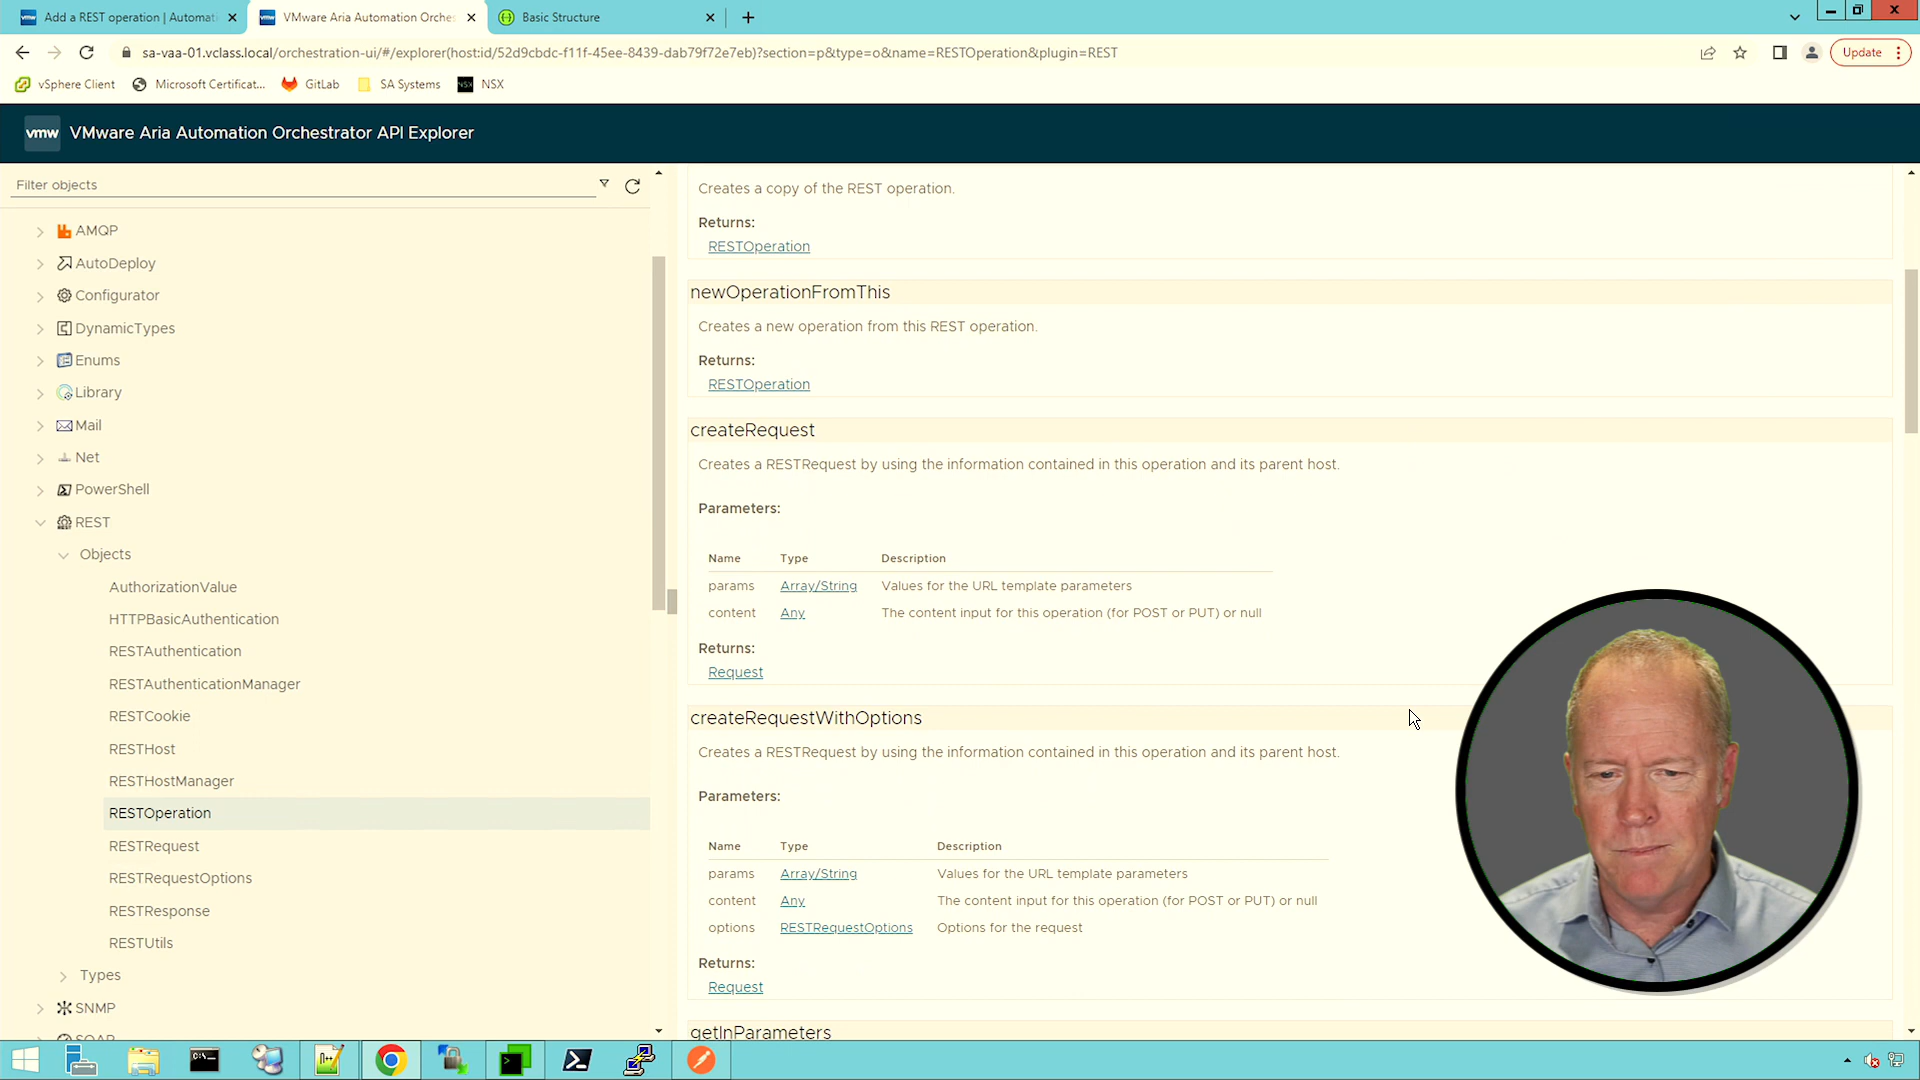 Add a REST operation | Automat
VMware Aria Automation Orches
Basic Structure
sa-vaa-01.vclass.local/orchestration-ui/#/explorer(host:id/52d9cbdc-f11f-45ee-8439-dab79f72e7eb)?section=p&type=o&name=RESTOperation&plugin=REST
Update
vSphere Client
Microsoft Certificat...
GitLab
SA Systems
NSX
vmw VMware Aria Automation Orchestrator API Explorer
Filter objects
AMQP
AutoDeploy
Configurator
DynamicTypes
Enums
Library
Mail
Net
PowerShell
REST
Objects
AuthorizationValue
HTTPBasicAuthentication
RESTAuthentication
RESTAuthenticationManager
RESTCookie
RESTHost
RESTHostManager
RESTOperation
RESTRequest
RESTRequestOptions
RESTResponse
RESTUtils
Types
SNMP
SOAP
Creates a copy of the REST operation.
Returns:
RESTOperation
newOperationFromThis
Creates a new operation from this REST operation.
Returns:
RESTOperation
createRequest
Creates a RESTRequest by using the information contained in this operation and its parent host.
Parameters:
Name Type Description
params Array/String Values for the URL template parameters
content Any The content input for this operation (for POST or PUT) or null
Returns:
Request
createRequestWithOptions
Creates a RESTRequest by using the information contained in this operation and its parent host.
Parameters:
Name Type Description
params Array/String Values for the URL template parameters
content Any The content input for this operation (for POST or PUT) or null
options RESTRequestOptions Options for the request
Returns:
Request
getInParameters